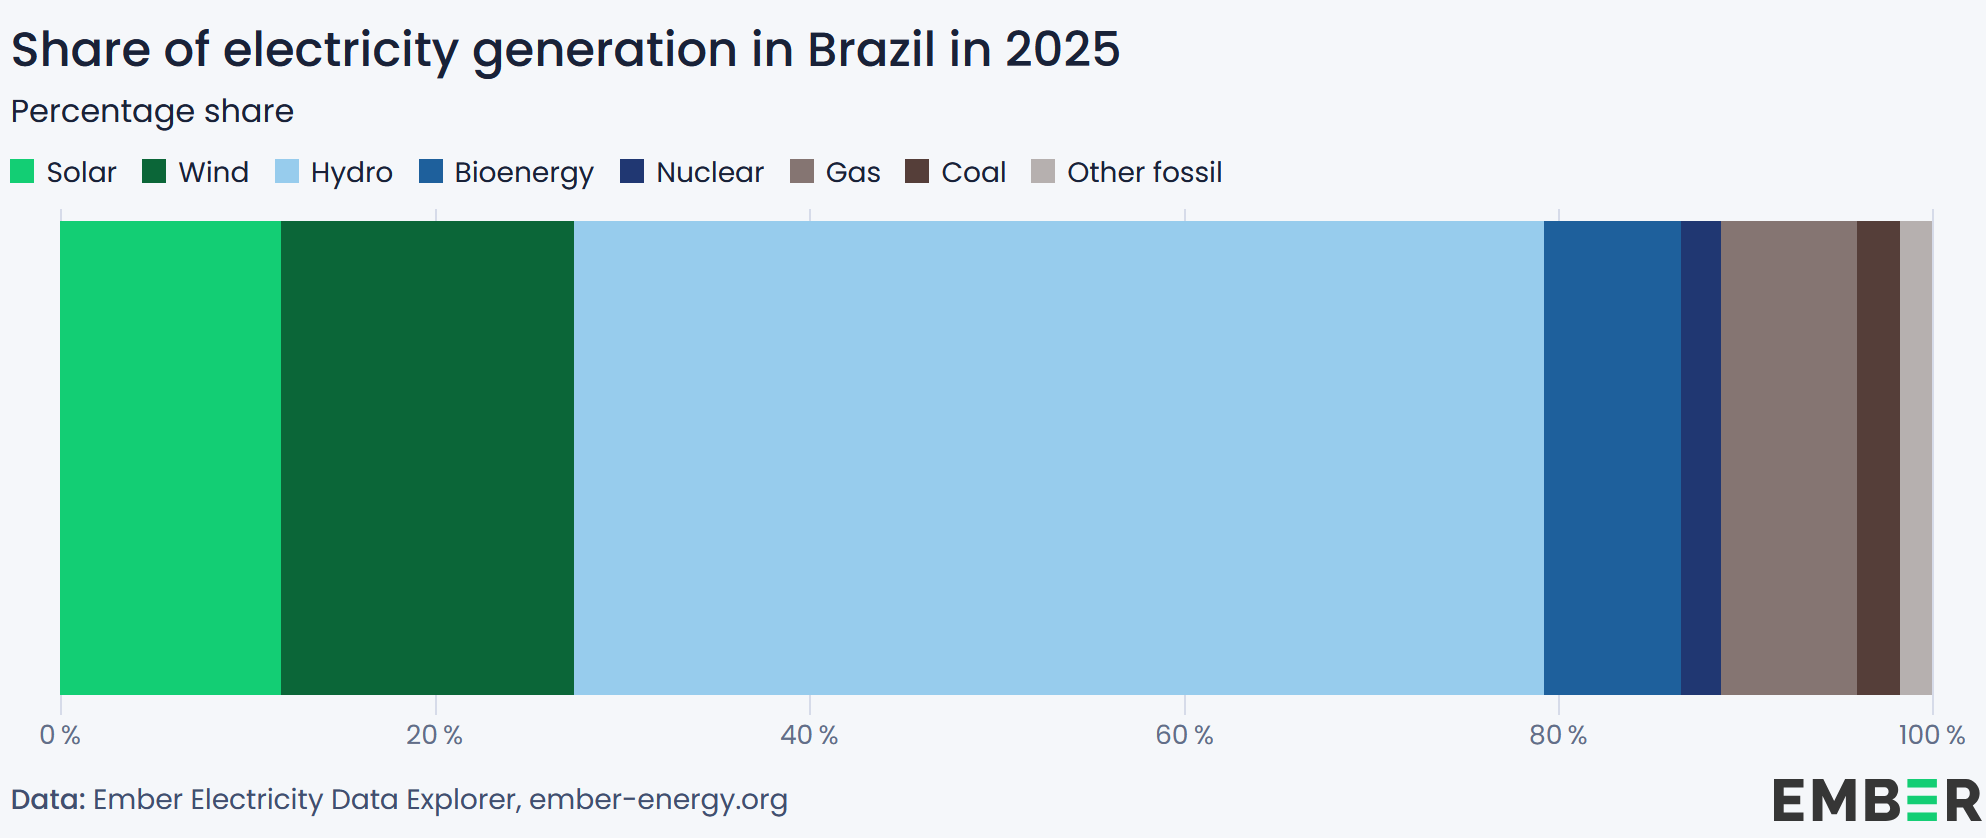 Share of electricity generation in Brazil in 2025
Percentage share
Solar Wind Hydro Bioenergy Nuclear Gas Coal Other fossil
0 % 20 % 40 % 60 % 80 % 100 %
Data: Ember Electricity Data Explorer, ember-energy.org
EMBER